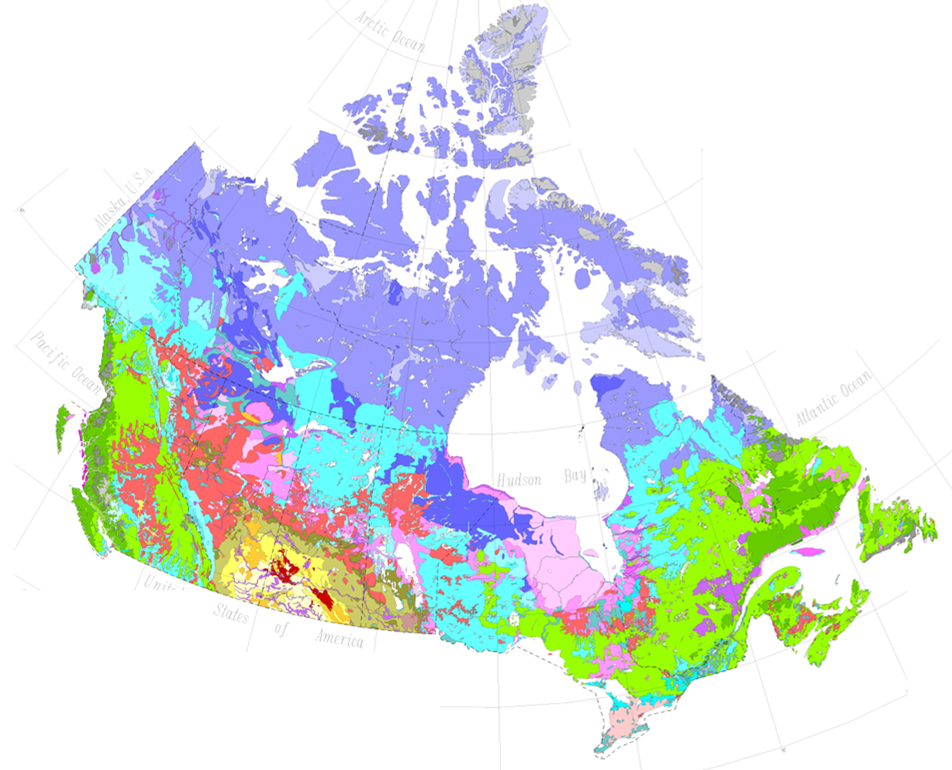 Arctic Ocean
Alaska U.S.A
Pacific Ocean
Atlantic Ocean
Hudson Bay
United
States of America